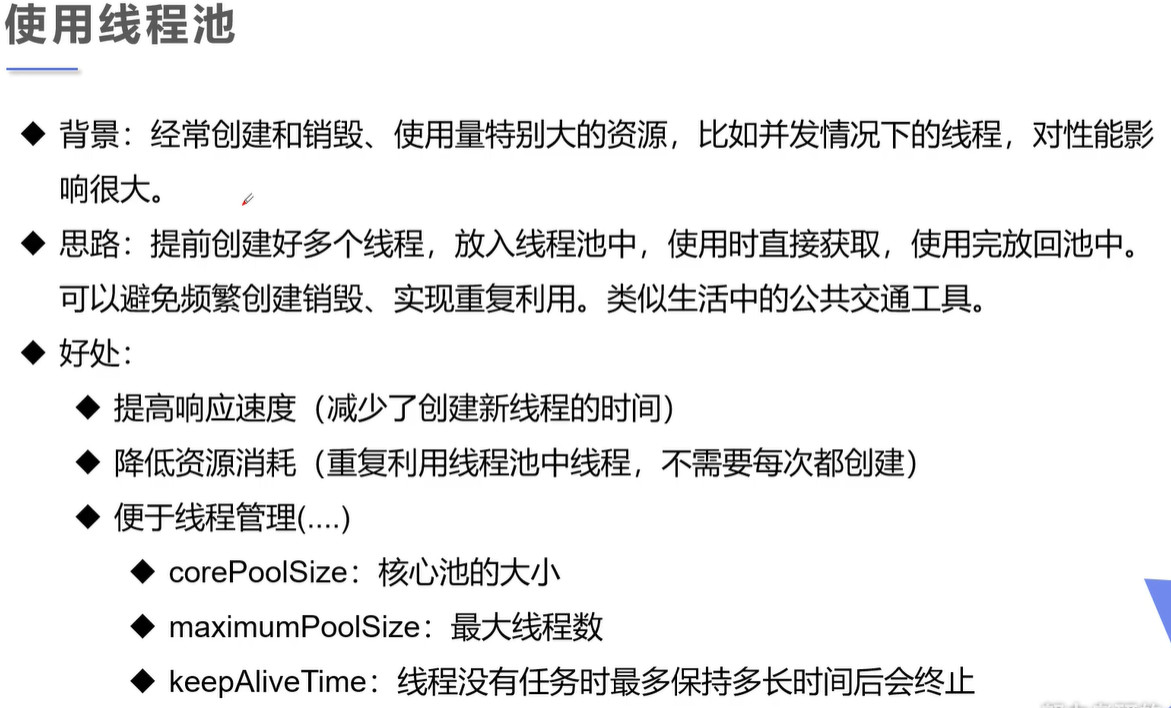 使用线程池
◆ 背景：经常创建和销毁、使用量特别大的资源，比如并发情况下的线程，对性能影
响很大。
◆ 思路：提前创建好多个线程，放入线程池中，使用时直接获取，使用完放回池中。
可以避免频繁创建销毁、实现重复利用。类似生活中的公共交通工具。
◆ 好处：
◆ 提高响应速度（减少了创建新线程的时间）
◆ 降低资源消耗（重复利用线程池中线程，不需要每次都创建）
◆ 便于线程管理(....)
◆ corePoolSize：核心池的大小
◆ maximumPoolSize：最大线程数
◆ keepAliveTime：线程没有任务时最多保持多长时间后会终止